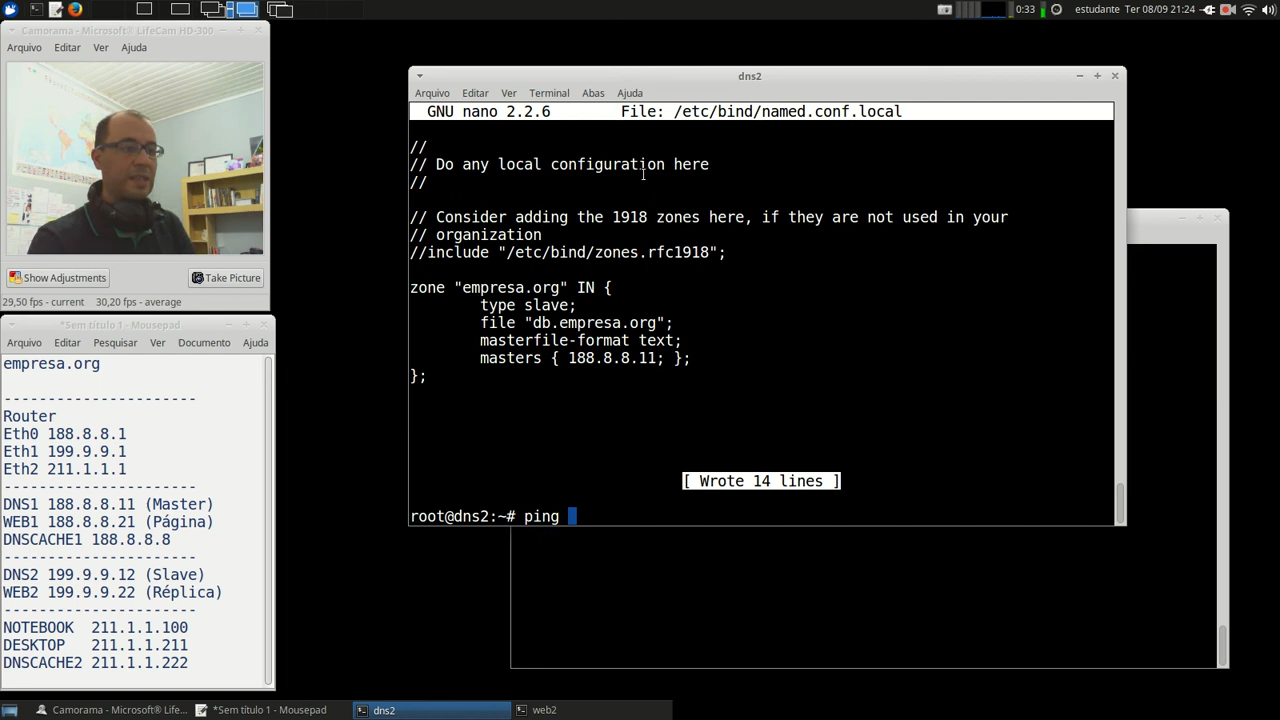 0:33
estudante Ter 08/09 21:24
Camorama - Microsoft® LifeCam HD-300
Arquivo Editar Ver Ajuda
Show Adjustments
Take Picture
29,50 fps - current 30,20 fps - average
*Sem título 1 - Mousepad
Arquivo Editar Pesquisar Ver Documento Ajuda
empresa.org
-----------------------
Router
Eth0 188.8.8.1
Eth1 199.9.9.1
Eth2 211.1.1.1
-----------------------
DNS1 188.8.8.11 (Master)
WEB1 188.8.8.21 (Página)
DNSCACHE1 188.8.8.8
-----------------------
DNS2 199.9.9.12 (Slave)
WEB2 199.9.9.22 (Réplica)
-----------------------
NOTEBOOK 211.1.1.100
DESKTOP 211.1.1.211
DNSCACHE2 211.1.1.222
dns2
Arquivo Editar Ver Terminal Abas Ajuda
GNU nano 2.2.6 File: /etc/bind/named.conf.local
//
// Do any local configuration here
//
// Consider adding the 1918 zones here, if they are not used in your
// organization
//include "/etc/bind/zones.rfc1918";
zone "empresa.org" IN {
type slave;
file "db.empresa.org";
masterfile-format text;
masters { 188.8.8.11; };
};
[ Wrote 14 lines ]
root@dns2:~# ping
Camorama - Microsoft® LifeC...
*Sem título 1 - Mousepad
dns2
web2